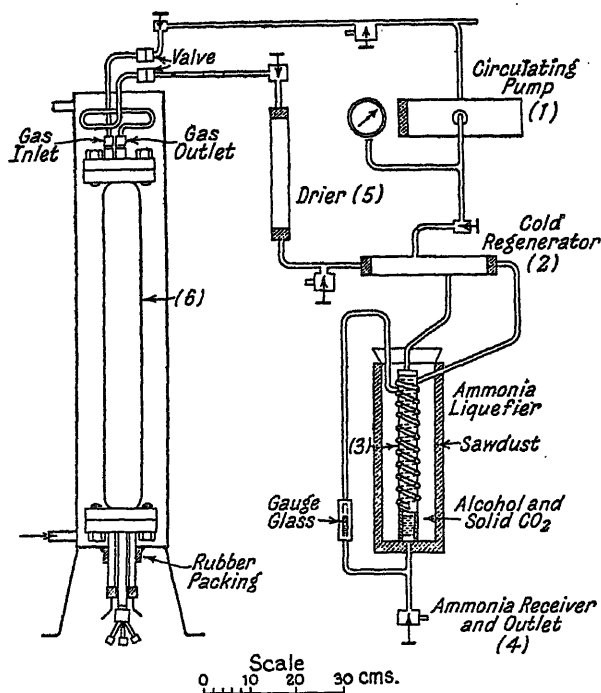 Valve
Circulating
Pump
(1)
Gas
Inlet
Gas
Outlet
Drier (5)
Cold
Regenerator
(2)
(6)
Ammonia
Liquefier
(3)
Sawdust
Gauge
Glass
Alcohol and
Solid CO₂
Rubber
Packing
Ammonia Receiver
and Outlet
(4)
Scale
0 10 20 30 cms.